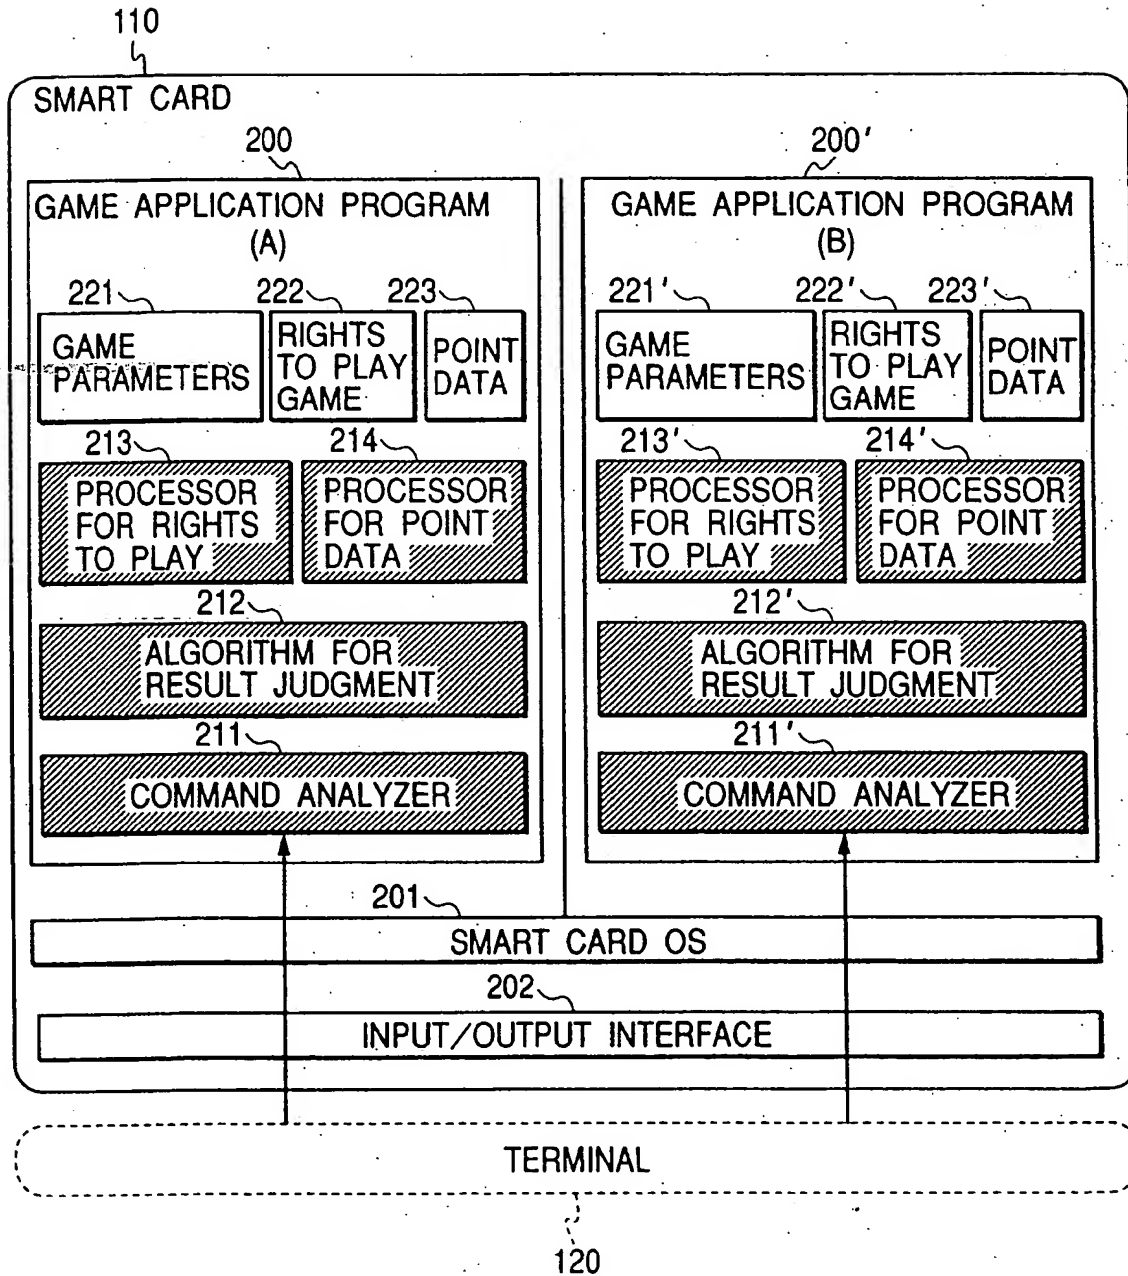 110
SMART CARD
200
200'
GAME APPLICATION PROGRAM
(A)
GAME APPLICATION PROGRAM
(B)
221
222
223
221'
222'
223'
GAME
PARAMETERS
RIGHTS
TO PLAY
GAME
POINT
DATA
GAME
PARAMETERS
RIGHTS
TO PLAY
GAME
POINT
DATA
213
214
213'
214'
PROCESSOR
FOR RIGHTS
TO PLAY
PROCESSOR
FOR POINT
DATA
PROCESSOR
FOR RIGHTS
TO PLAY
PROCESSOR
FOR POINT
DATA
212
212'
ALGORITHM FOR
RESULT JUDGMENT
ALGORITHM FOR
RESULT JUDGMENT
211
211'
COMMAND ANALYZER
COMMAND ANALYZER
201
SMART CARD OS
202
INPUT/OUTPUT INTERFACE
TERMINAL
120